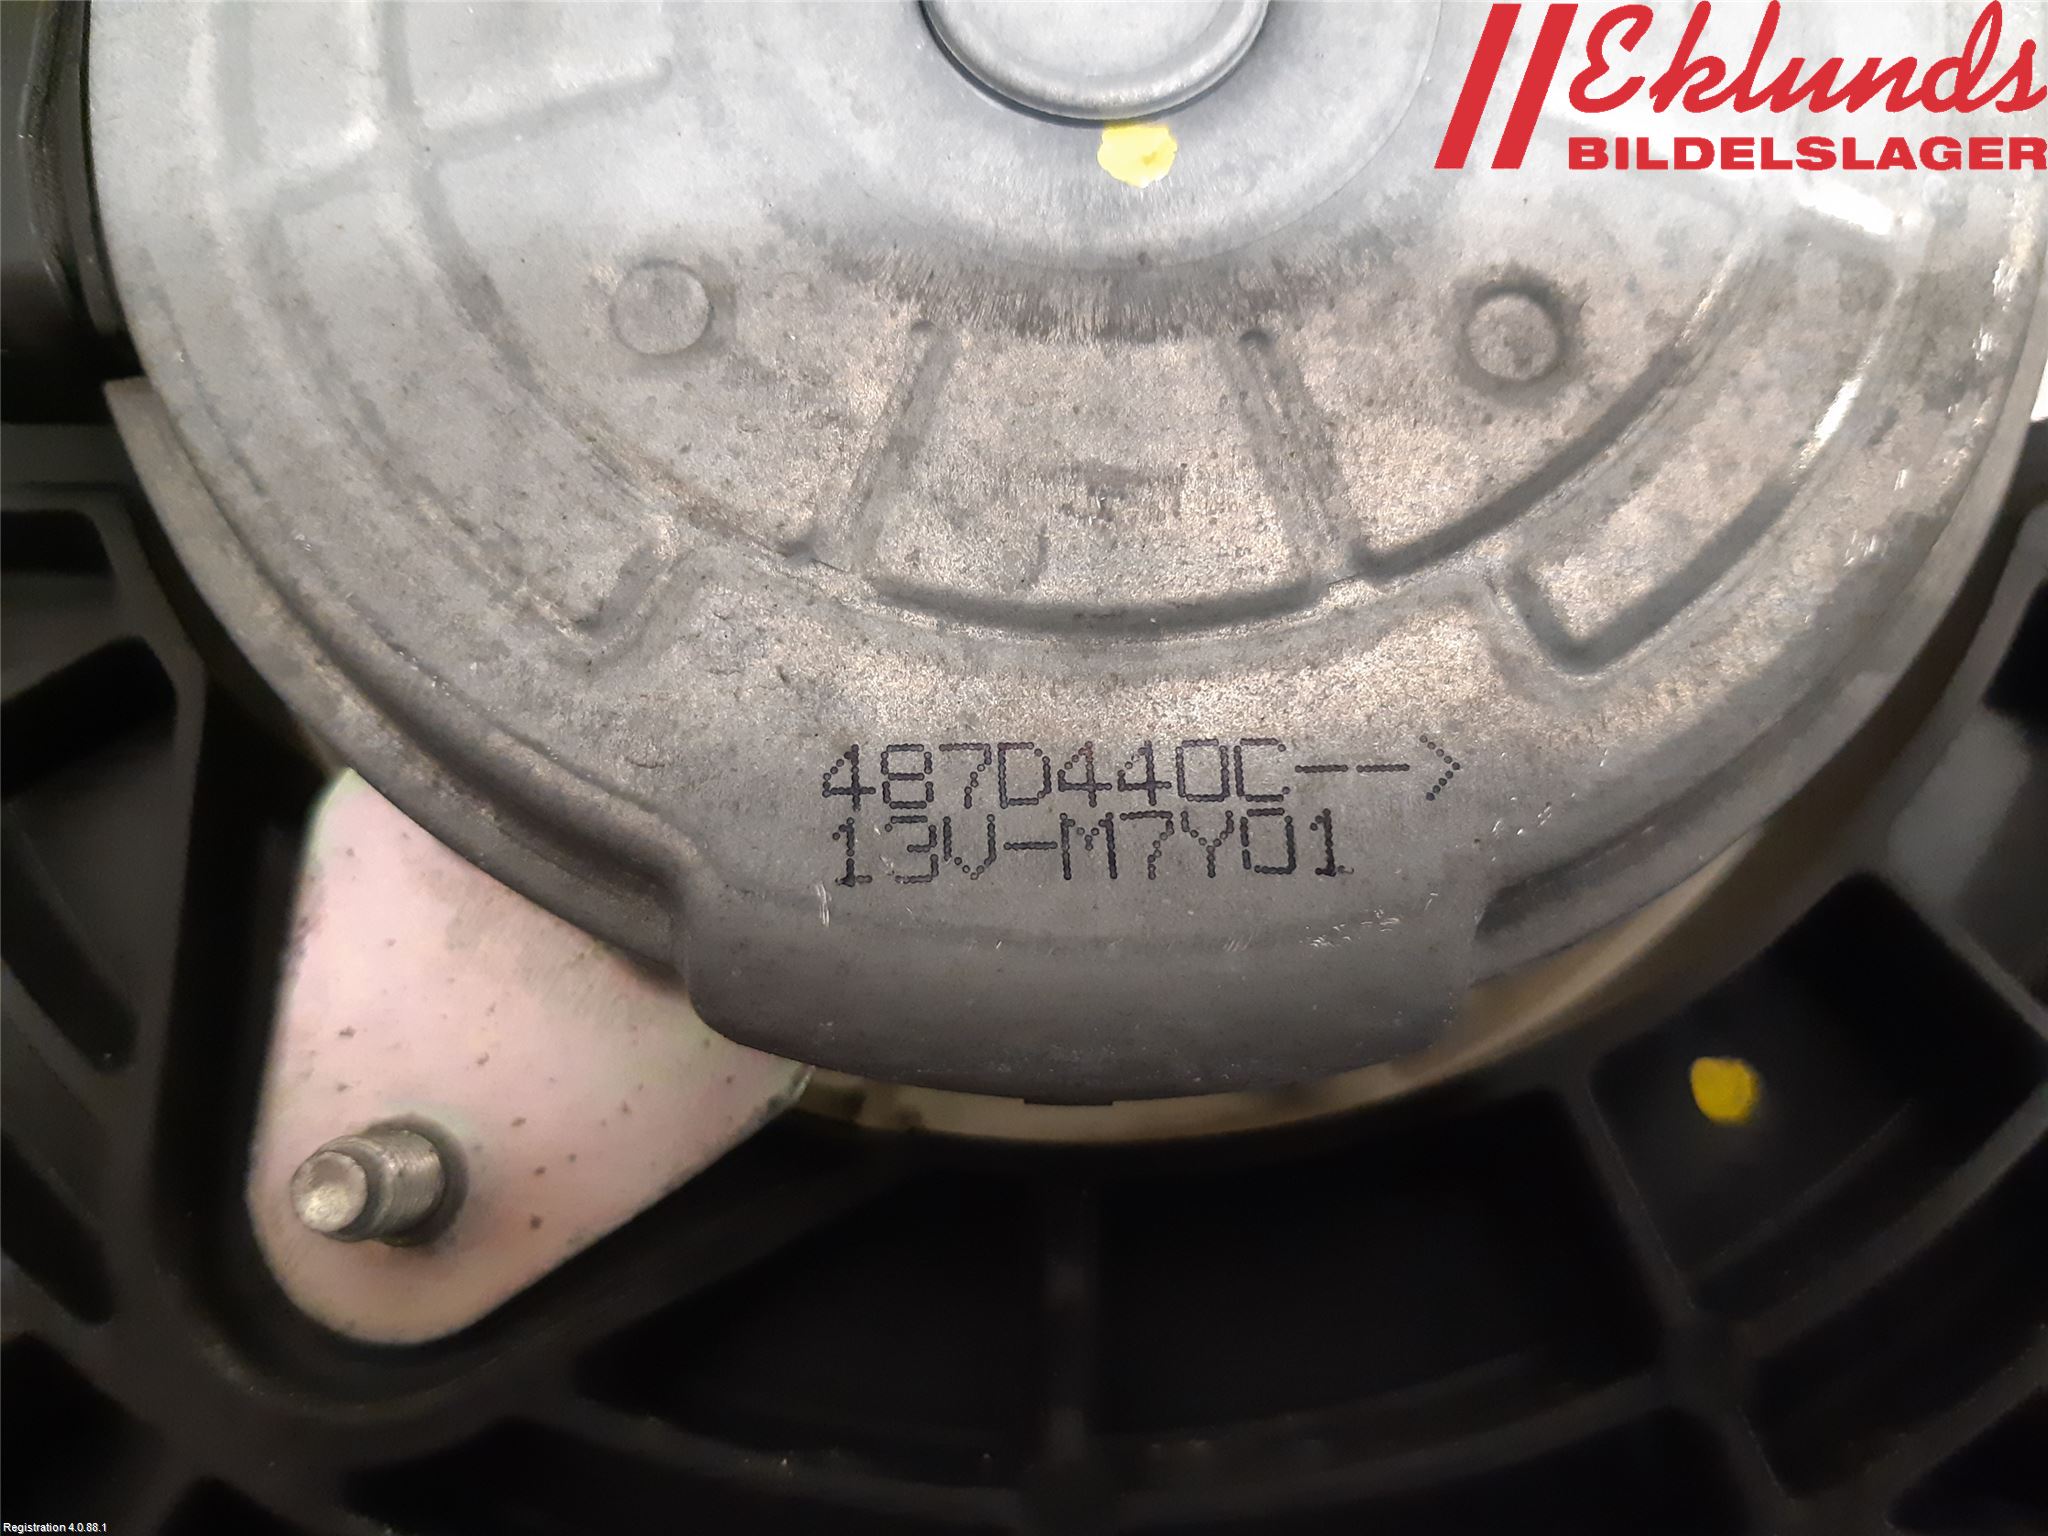 Eklunds
BILDELSLAGER
487D440C-->
13V-M7Y01
Registration 4.0.88.1